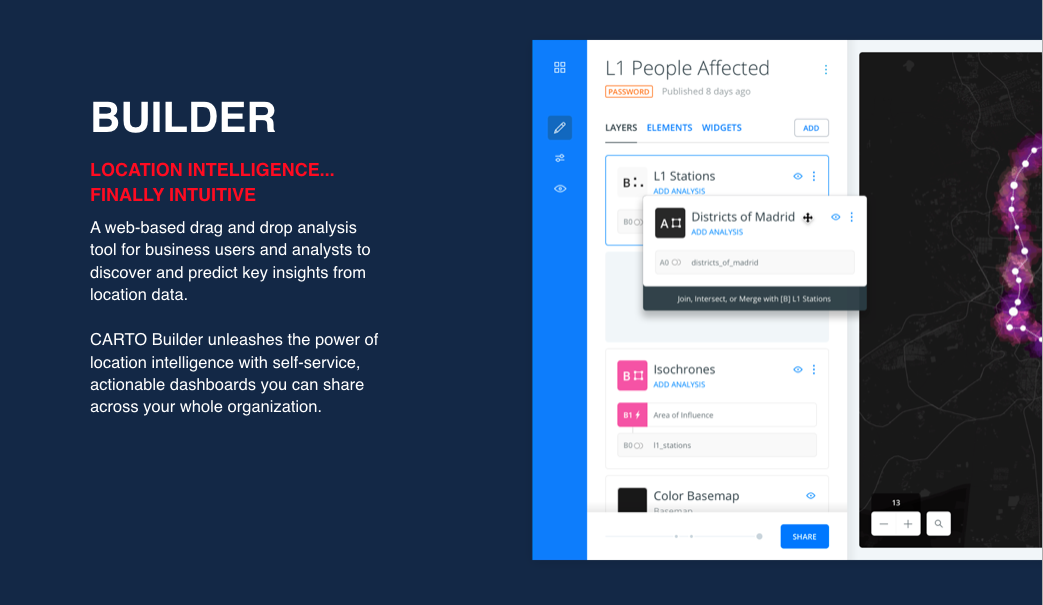 BUILDER
LOCATION INTELLIGENCE...
FINALLY INTUITIVE
A web-based drag and drop analysis
tool for business users and analysts to
discover and predict key insights from
location data.
CARTO Builder unleashes the power of
location intelligence with self-service,
actionable dashboards you can share
across your whole organization.
L1 People Affected
PASSWORD Published 8 days ago
LAYERS ELEMENTS WIDGETS ADD
B L1 Stations
ADD ANALYSIS
B0
A Districts of Madrid
ADD ANALYSIS
A0 districts_of_madrid
Join, Intersect, or Merge with [B] L1 Stations
B Isochrones
ADD ANALYSIS
B1 Area of Influence
B0 l1_stations
Color Basemap
Basemap
SHARE
13